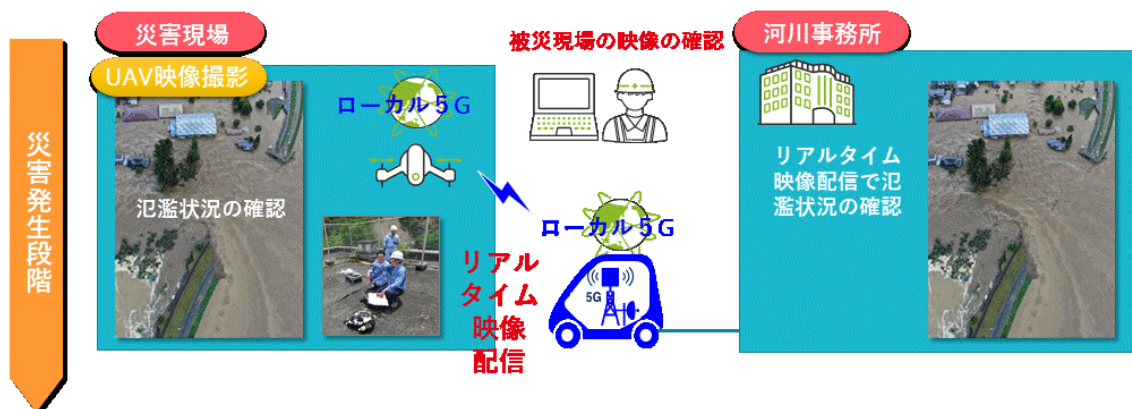 災害発生段階
災害現場
UAV映像撮影
ローカル5G
氾濫状況の確認
被災現場の映像の確認
ローカル5G
リアル
タイム
映像
配信
5G
河川事務所
リアルタイム
映像配信で氾
濫状況の確認